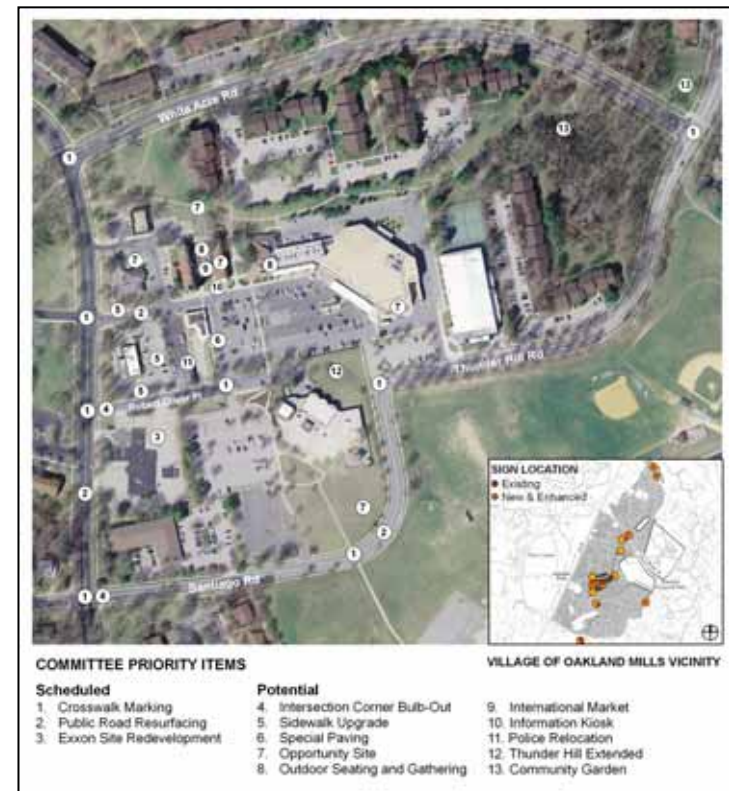 White Acre Rd
Thunder Hill Rd
Robert Oliver Pl
Santiago Rd
SIGN LOCATION
Existing
New & Enhanced
COMMITTEE PRIORITY ITEMS
VILLAGE OF OAKLAND MILLS VICINITY
Scheduled
1. Crosswalk Marking
2. Public Road Resurfacing
3. Exxon Site Redevelopment
Potential
4. Intersection Corner Bulb-Out
5. Sidewalk Upgrade
6. Special Paving
7. Opportunity Site
8. Outdoor Seating and Gathering
9. International Market
10. Information Kiosk
11. Police Relocation
12. Thunder Hill Extended
13. Community Garden